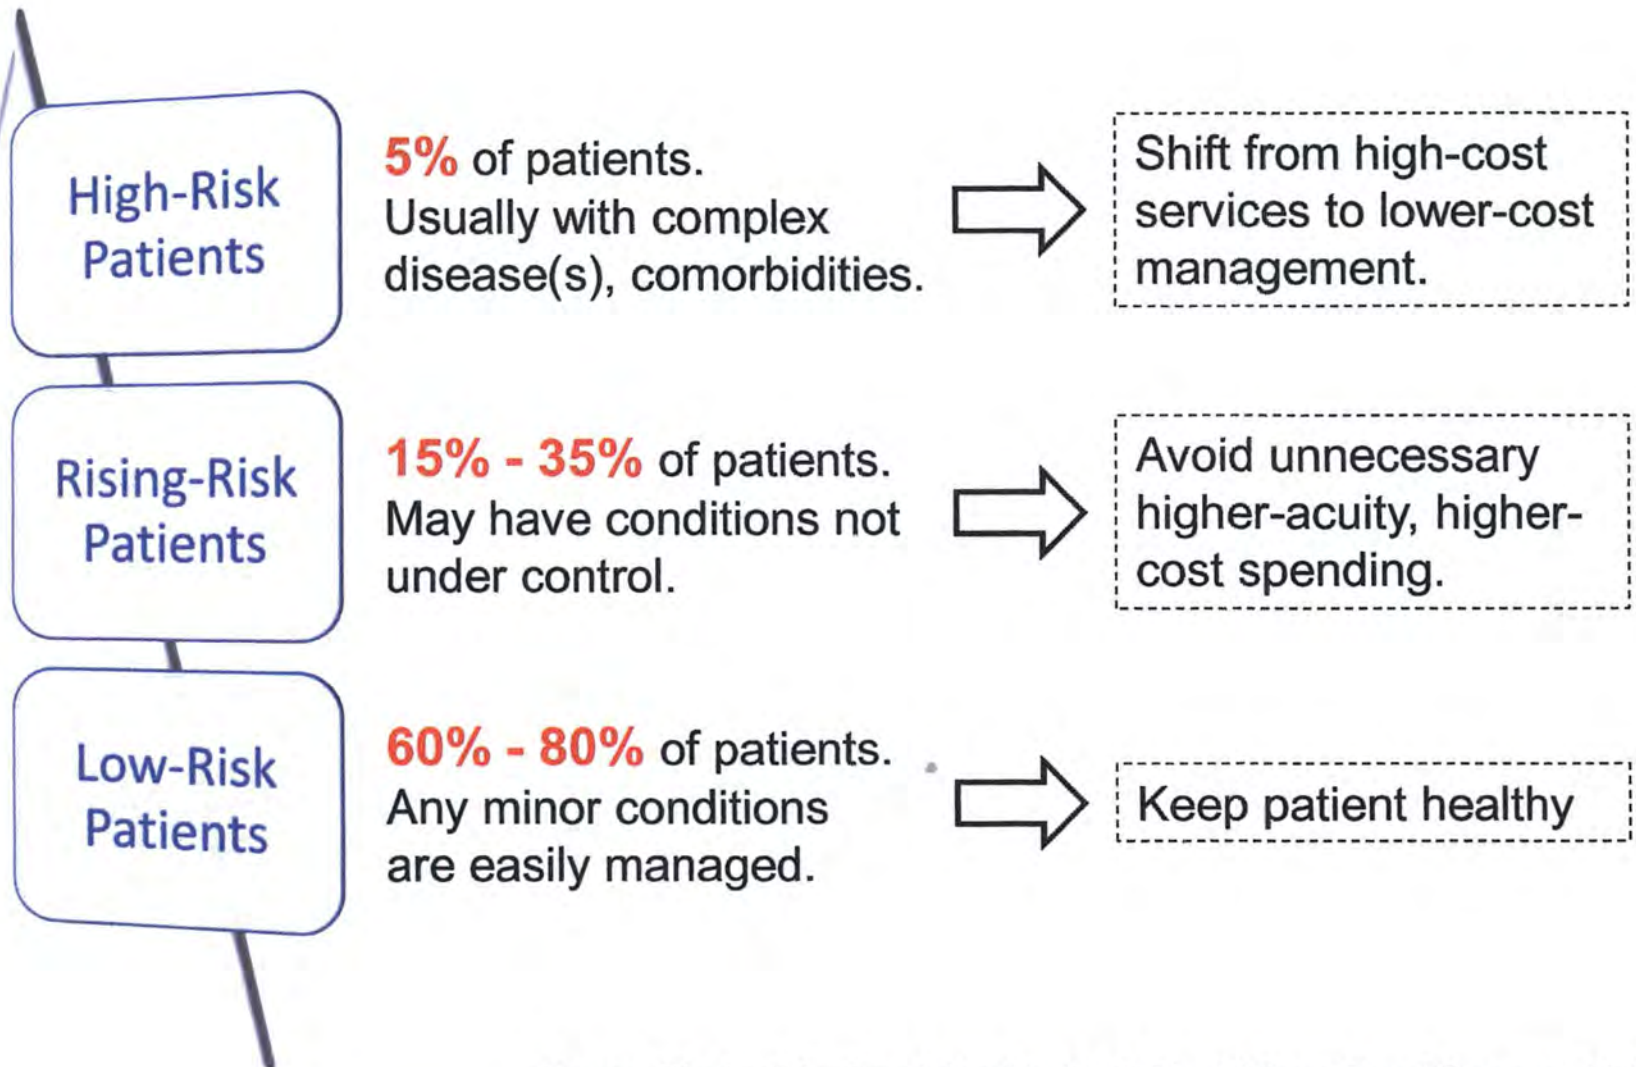 High-Risk
Patients
5% of patients.
Usually with complex
disease(s), comorbidities.
Shift from high-cost
services to lower-cost
management.
Rising-Risk
Patients
15% - 35% of patients.
May have conditions not
under control.
Avoid unnecessary
higher-acuity, higher-
cost spending.
Low-Risk
Patients
60% - 80% of patients.
Any minor conditions
are easily managed.
Keep patient healthy